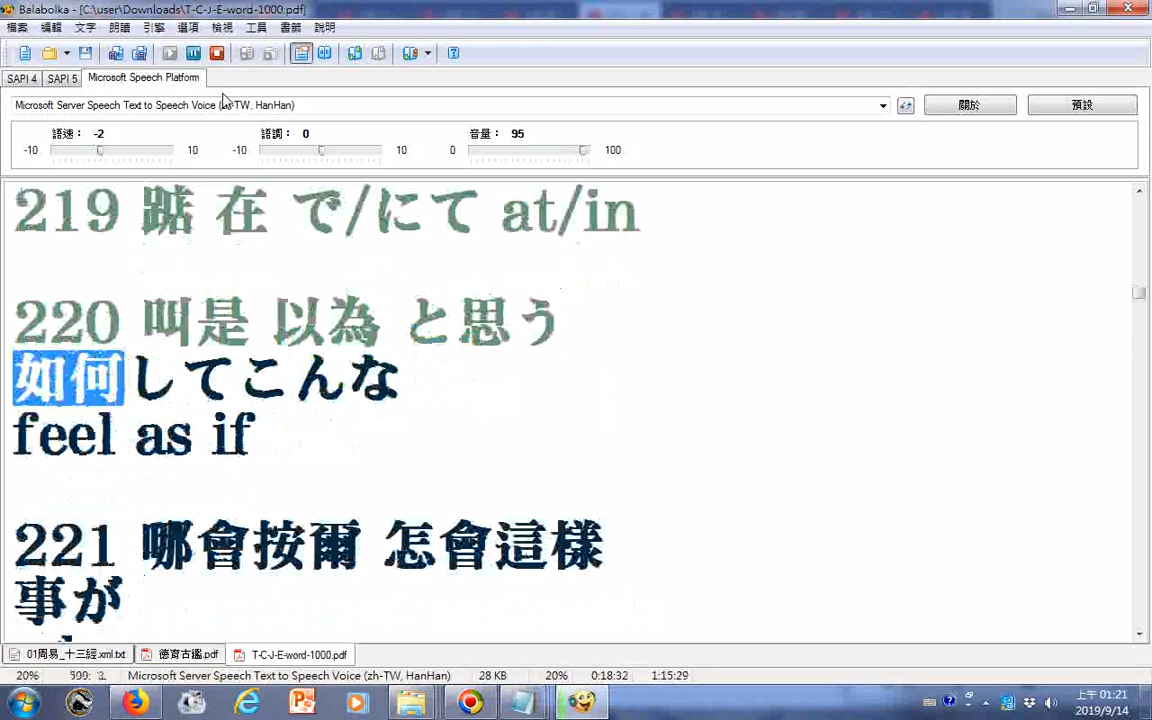 Balabolka - [C:\user\Downloads\T-C-J-E-word-1000.pdf]
檔案 編輯 文字 朗讀 引擎 選項 檢視 工具 書籤 說明
SAPI 4 SAPI 5 Microsoft Speech Platform
Microsoft Server Speech Text to Speech Voice (zh-TW, HanHan)
關於 預設
語速： -2 語調： 0 音量： 95
-10 10 -10 10 0 100
219 踮 在 で/にて at/in
220 叫是 以為 と思う
如何してこんな
feel as if
221 哪會按爾 怎會這樣
事が
01周易_十三經.xml.txt 德育古鑑.pdf T-C-J-E-word-1000.pdf
20% Microsoft Server Speech Text to Speech Voice (zh-TW, HanHan) 28 KB 20% 0:18:32 1:15:29
上午 01:21
2019/9/14